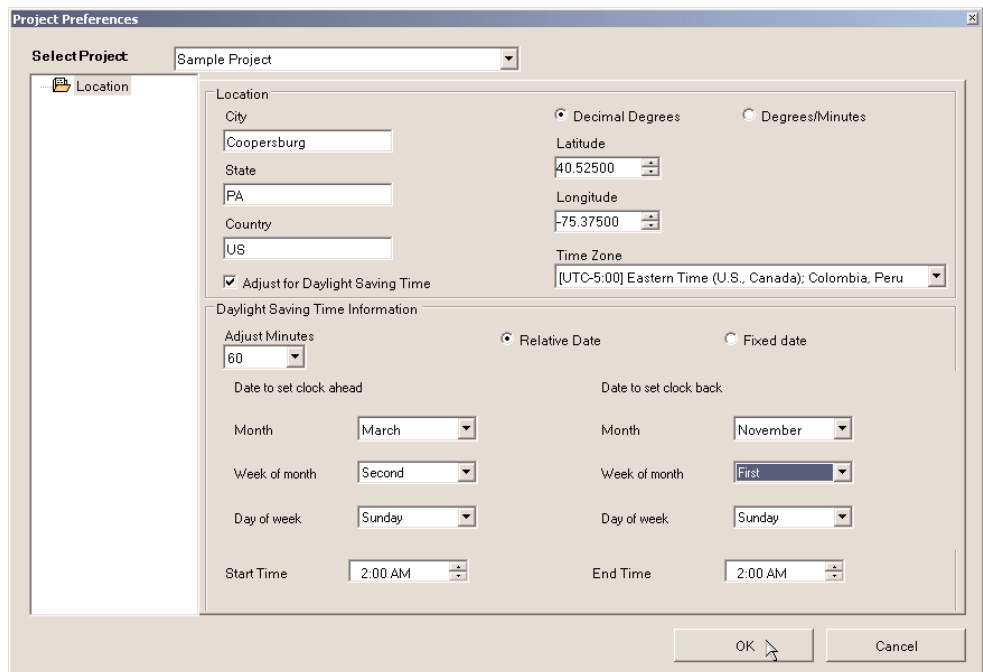 Project Preferences
Select Project:
Sample Project
Location
Location
City
Coopersburg
State
PA
Country
US
Adjust for Daylight Saving Time
Decimal Degrees
Degrees/Minutes
Latitude
40.52500
Longitude
-75.37500
Time Zone
[UTC-5:00] Eastern Time (U.S., Canada); Colombia, Peru
Daylight Saving Time Information
Adjust Minutes
60
Relative Date
Fixed date
Date to set clock ahead
Month
March
Week of month
Second
Day of week
Sunday
Start Time
2:00 AM
Date to set clock back
Month
November
Week of month
First
Day of week
Sunday
End Time
2:00 AM
OK
Cancel